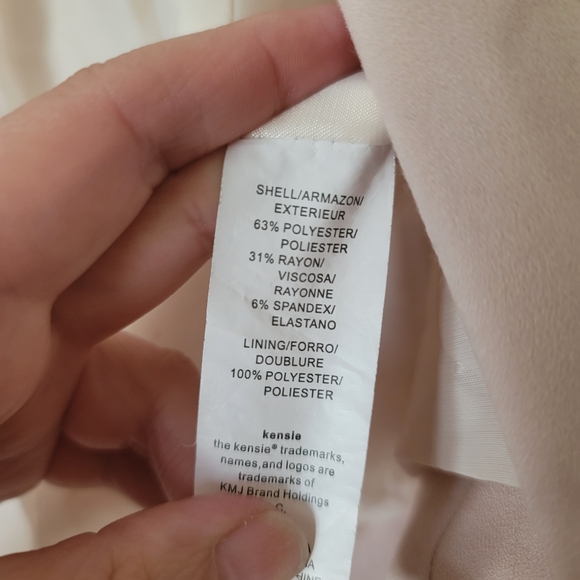 SHELL/ARMAZON/
EXTERIEUR
63% POLYESTER/
POLIESTER
31% RAYON/
VISCOSA/
RAYONNE
6% SPANDEX/
ELASTANO
LINING/FORRO/
DOUBLURE
100% POLYESTER/
POLIESTER
kensie
the kensie® trademarks,
names,and logos are
trademarks of
KMJ Brand Holdings
C.